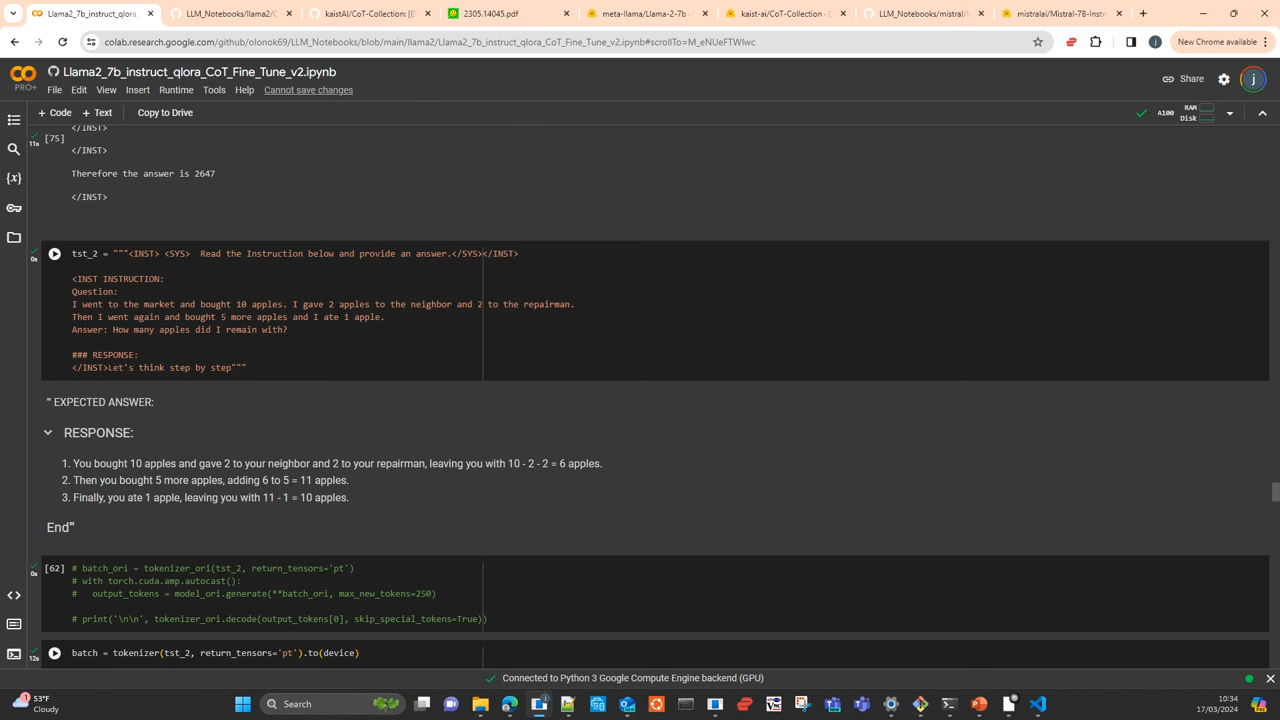 Llama2_7b_instruct_qlora_Co
LLM_Notebooks/llama2/
kaistAI/CoT-Collection: [E
2305.14045.pdf
meta-llama/Llama-2-7b
kaist-ai/CoT-Collection
LLM_Notebooks/mistral/
mistralai/Mistral-7B-Instr
colab.research.google.com/github/olonok69/LLM_Notebooks/blob/main/llama2/Llama2_7b_instruct_qlora_CoT_Fine_Tune_v2.ipynb#scrollTo=M_eNUeFTWIwc
New Chrome available
PRO+
Llama2_7b_instruct_qlora_CoT_Fine_Tune_v2.ipynb
Share
j
File Edit View Insert Runtime Tools Help Cannot save changes
+ Code + Text Copy to Drive
A100
RAM
Disk
</INST>
[75]
11s
</INST>
Therefore the answer is 2647
</INST>
0s
tst_2 = """<INST> <SYS>  Read the Instruction below and provide an answer.</SYS></INST>
<INST INSTRUCTION:
Question:
I went to the market and bought 10 apples. I gave 2 apples to the neighbor and 2 to the repairman.
Then I went again and bought 5 more apples and I ate 1 apple.
Answer: How many apples did I remain with?
### RESPONSE:
</INST>Let's think step by step"""
''' EXPECTED ANSWER:
RESPONSE:
1. You bought 10 apples and gave 2 to your neighbor and 2 to your repairman, leaving you with 10 - 2 - 2 = 6 apples.
2. Then you bought 5 more apples, adding 6 to 5 = 11 apples.
3. Finally, you ate 1 apple, leaving you with 11 - 1 = 10 apples.
End'''
[62]
0s
# batch_ori = tokenizer_ori(tst_2, return_tensors='pt')
# with torch.cuda.amp.autocast():
#   output_tokens = model_ori.generate(**batch_ori, max_new_tokens=250)
# print('\n\n', tokenizer_ori.decode(output_tokens[0], skip_special_tokens=True))
12s
batch = tokenizer(tst_2, return_tensors='pt').to(device)
Connected to Python 3 Google Compute Engine backend (GPU)
53°F
Cloudy
Search
10:34
17/03/2024